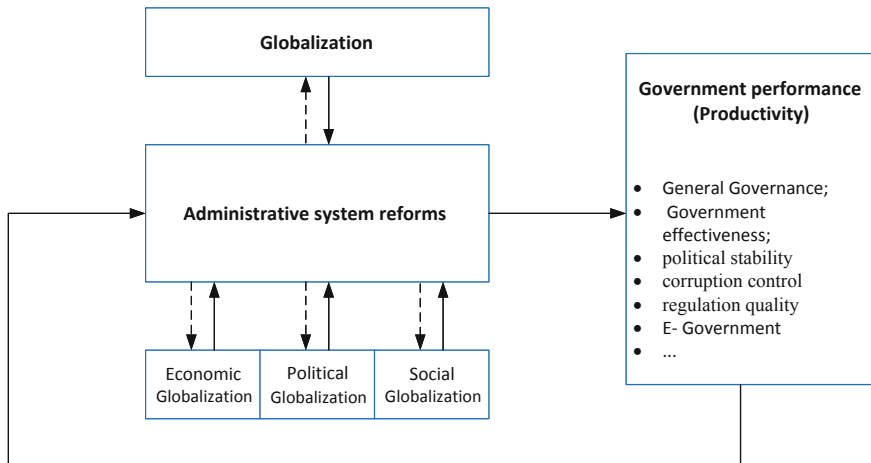 Globalization
Administrative system reforms
Economic
Globalization
Political
Globalization
Social
Globalization
Government performance
(Productivity)
• General Governance;
• Government
effectiveness;
• political stability
• corruption control
• regulation quality
• E- Government
• ...